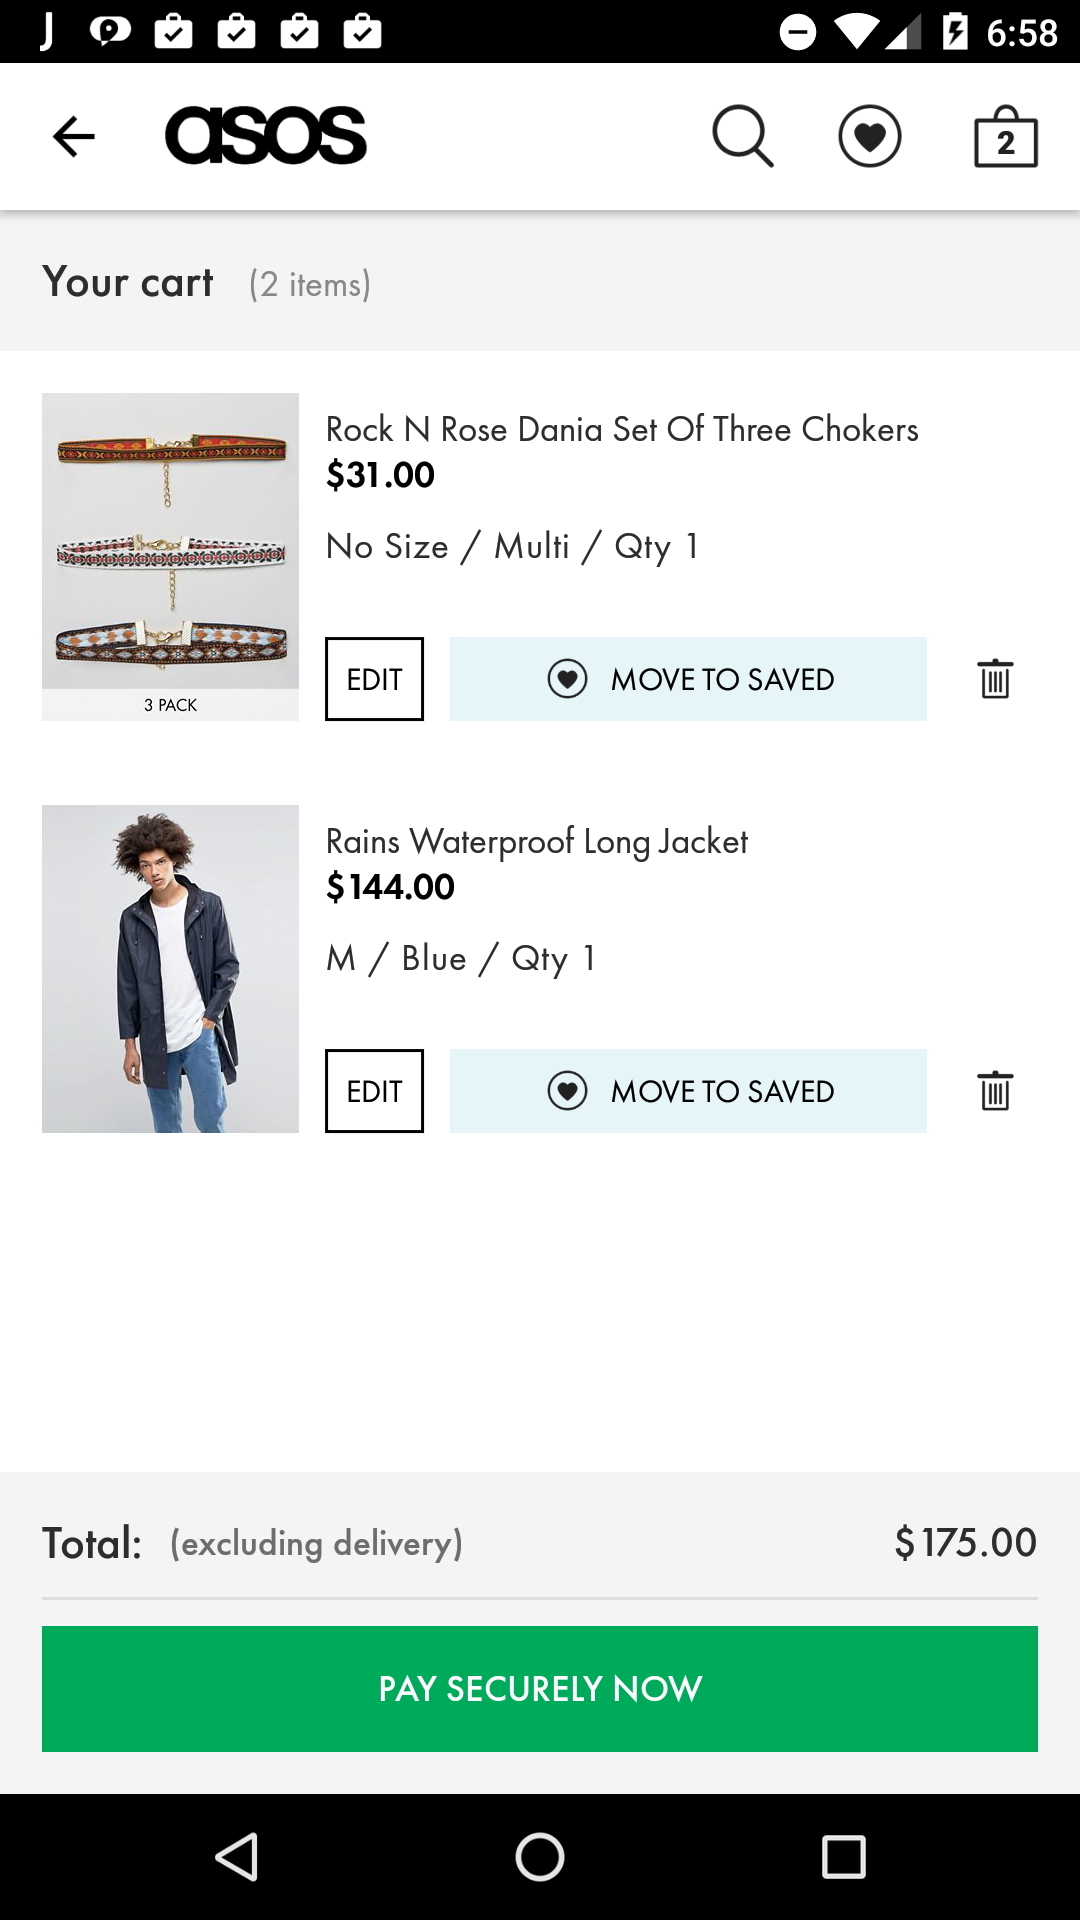 6:58
asos
2
Your cart (2 items)
Rock N Rose Dania Set Of Three Chokers
$31.00
No Size / Multi / Qty 1
3 PACK
EDIT
MOVE TO SAVED
Rains Waterproof Long Jacket
$144.00
M / Blue / Qty 1
EDIT
MOVE TO SAVED
Total: (excluding delivery) $175.00
PAY SECURELY NOW